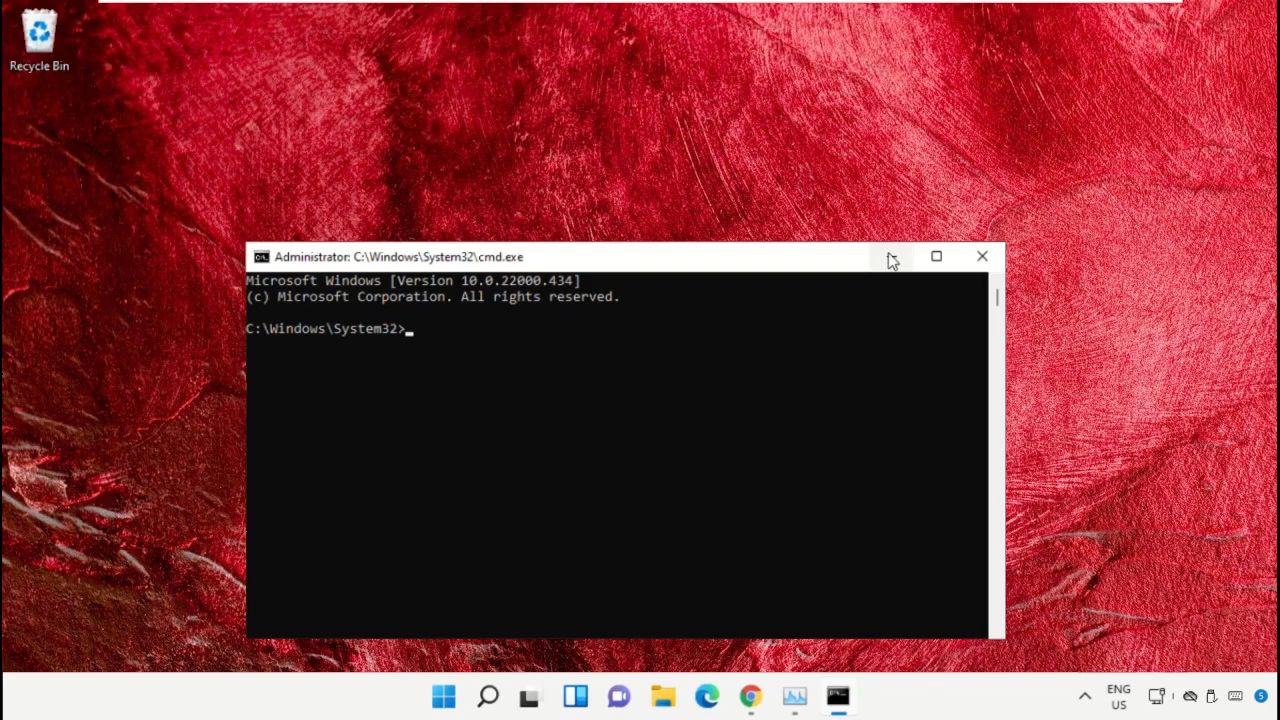 Recycle Bin
Administrator: C:\Windows\System32\cmd.exe
Microsoft Windows [Version 10.0.22000.434]
(c) Microsoft Corporation. All rights reserved.
C:\Windows\System32>
ENG
US
5